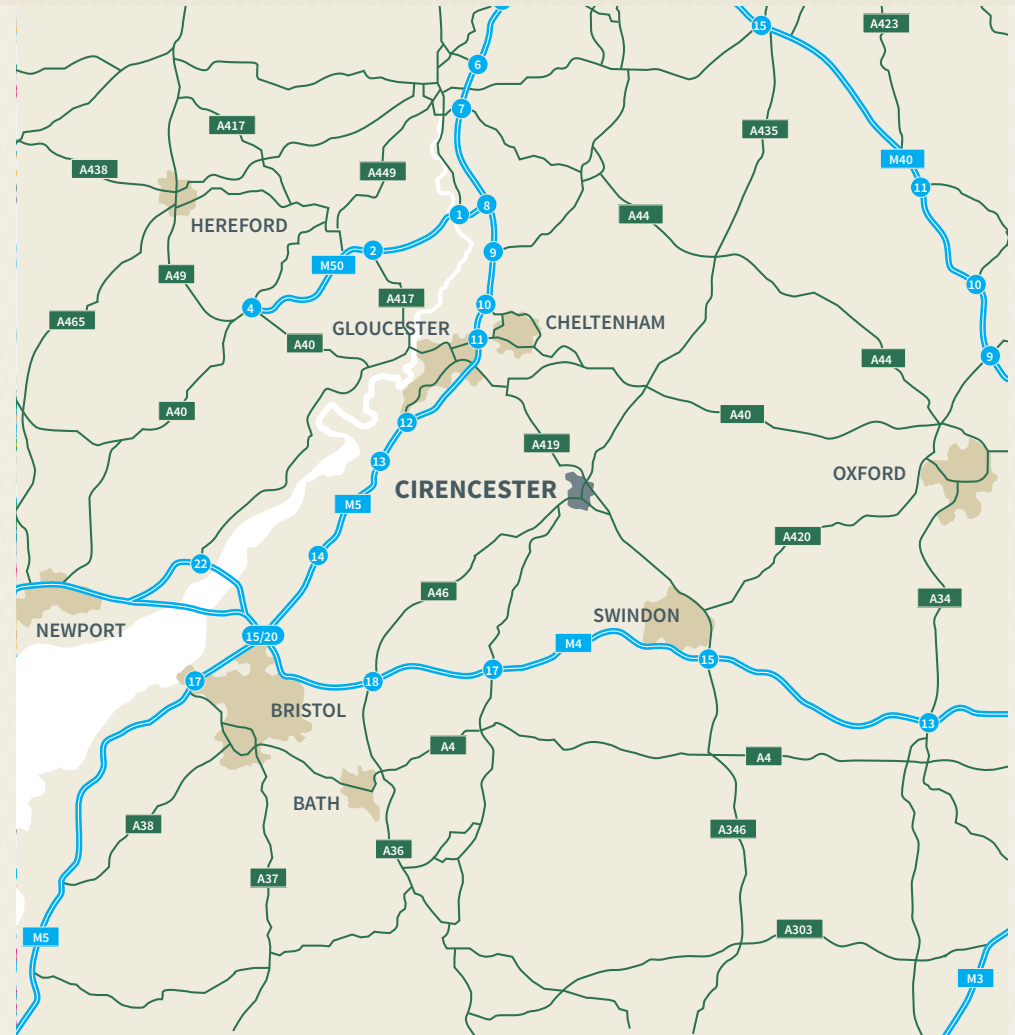 15
A423
6
7
A417
A435
M40
A438
A449
11
8
1
A44
HEREFORD
2
9
M50
A49
10
A417
10
4
A465
CHELTENHAM
GLOUCESTER
11
A40
9
A44
A40
A40
12
A419
13
OXFORD
CIRENCESTER
M5
A420
14
22
A46
A34
SWINDON
NEWPORT
15/20
M4
15
17
17
18
BRISTOL
13
A4
A4
BATH
A38
A346
A36
A37
A303
M5
M3